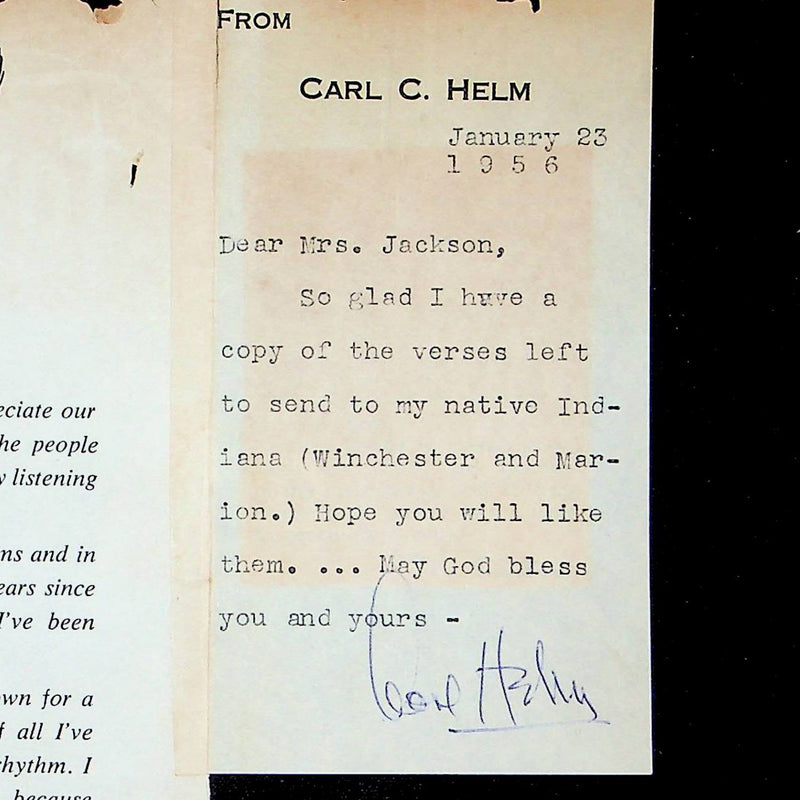 eciate our
he people
listening
ns and in
ears since
I've been
wn for a
f all I've
hythm. I
because
FROM
CARL C. HELM
January 23
1 9 5 6
Dear Mrs. Jackson,
So glad I have a
copy of the verses left
to send to my native Ind-
iana (Winchester and Mar-
ion.) Hope you will like
them. ... May God bless
you and yours -
Carl Helm